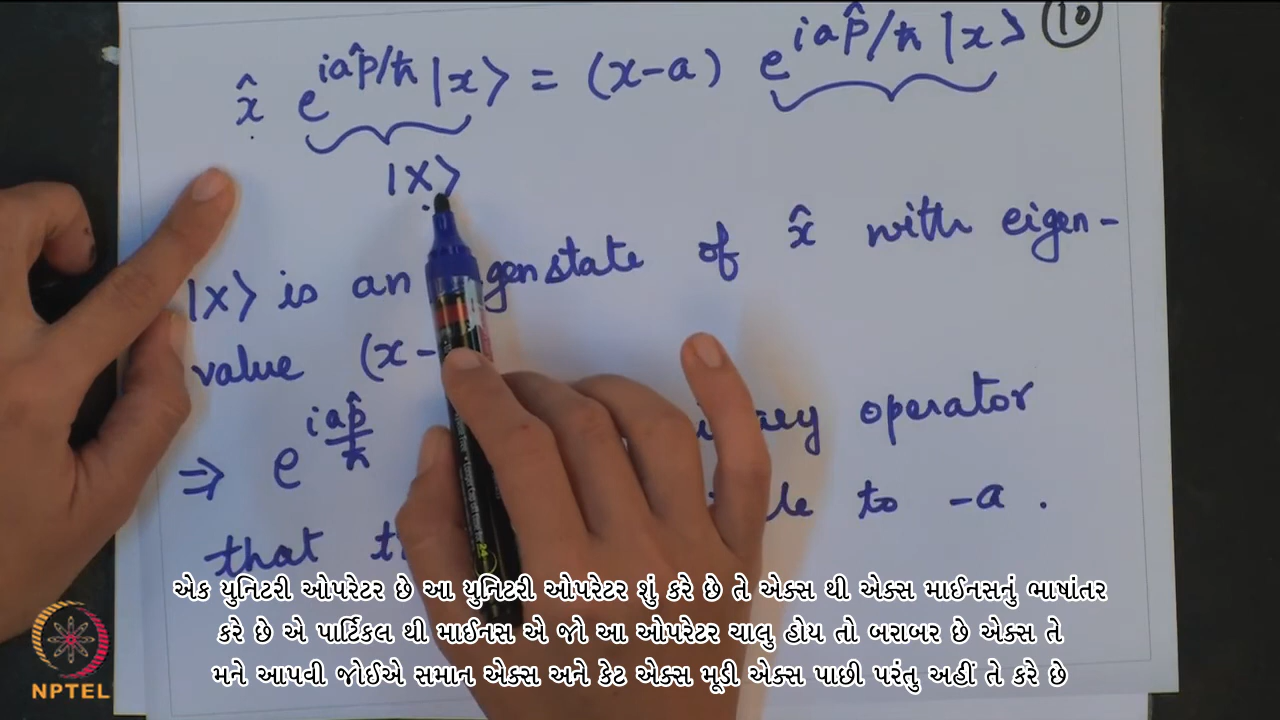 x̂ e^{iap̂/ħ}|x⟩ = (x-a) e^{iap̂/ħ}|x⟩ 10
|X⟩
|X⟩ is an state of x̂ with eigen-
value (x-
⇒ e^{iap̂/ħ} operator
that to -a .
એક યુનિટરી ઓપરેટર છે આ યુનિટરી ઓપરેટર શું કરે છે તે એક્સ થી એક્સ માઈનસનું ભાષાંતર
કરે છે એ પાર્ટિકલ થી માઈનસ એ જો આ ઓપરેટર ચાલુ હોય તો બરાબર છે એક્સ તે
મને આપવી જોઈએ સમાન એક્સ અને કેટ એક્સ મૂડી એક્સ પાછી પરંતુ અહીં તે કરે છે
NPTEL